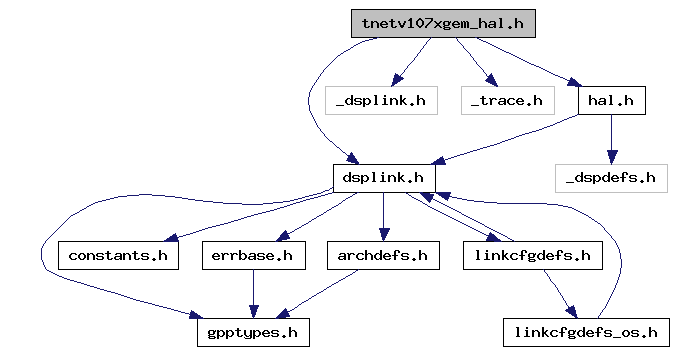 tnetv107xgem_hal.h
_dsplink.h
_trace.h
hal.h
dsplink.h
_dspdefs.h
constants.h
errbase.h
archdefs.h
linkcfgdefs.h
gpptypes.h
linkcfgdefs_os.h